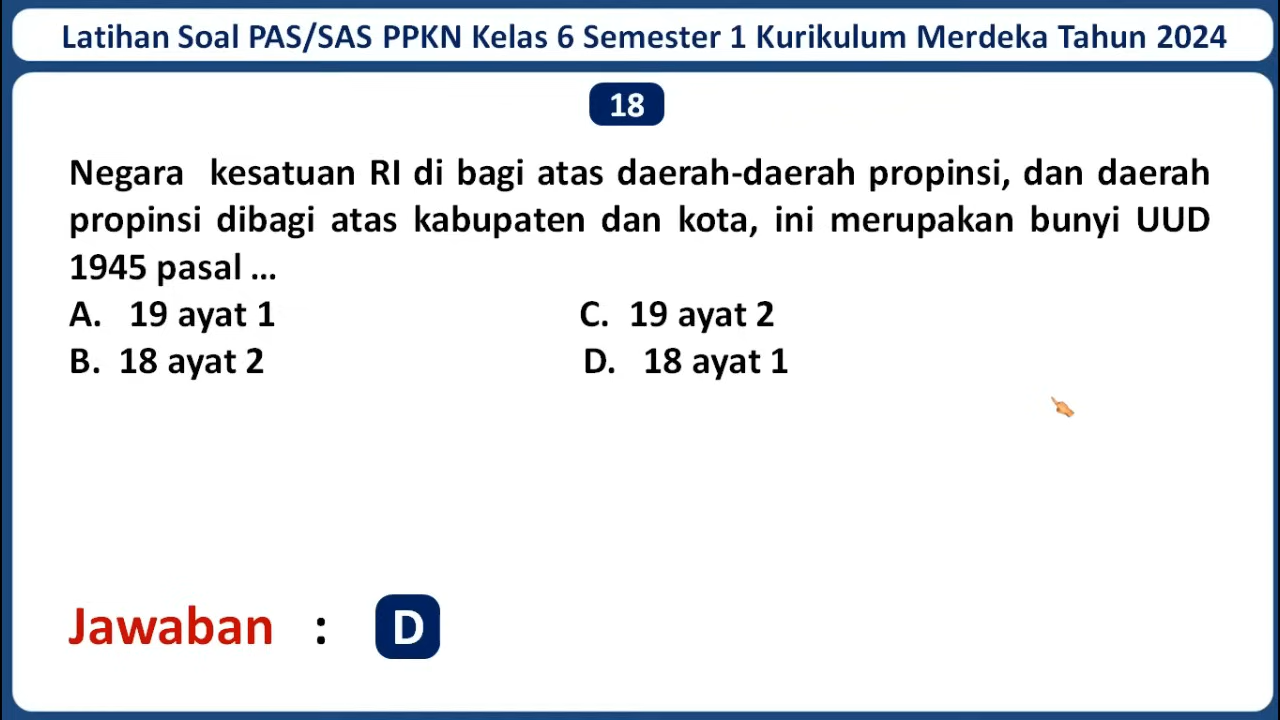 Latihan Soal PAS/SAS PPKN Kelas 6 Semester 1 Kurikulum Merdeka Tahun 2024
18
Negara kesatuan RI di bagi atas daerah-daerah propinsi, dan daerah
propinsi dibagi atas kabupaten dan kota, ini merupakan bunyi UUD
1945 pasal ...
A. 19 ayat 1 C. 19 ayat 2
B. 18 ayat 2 D. 18 ayat 1
Jawaban : D